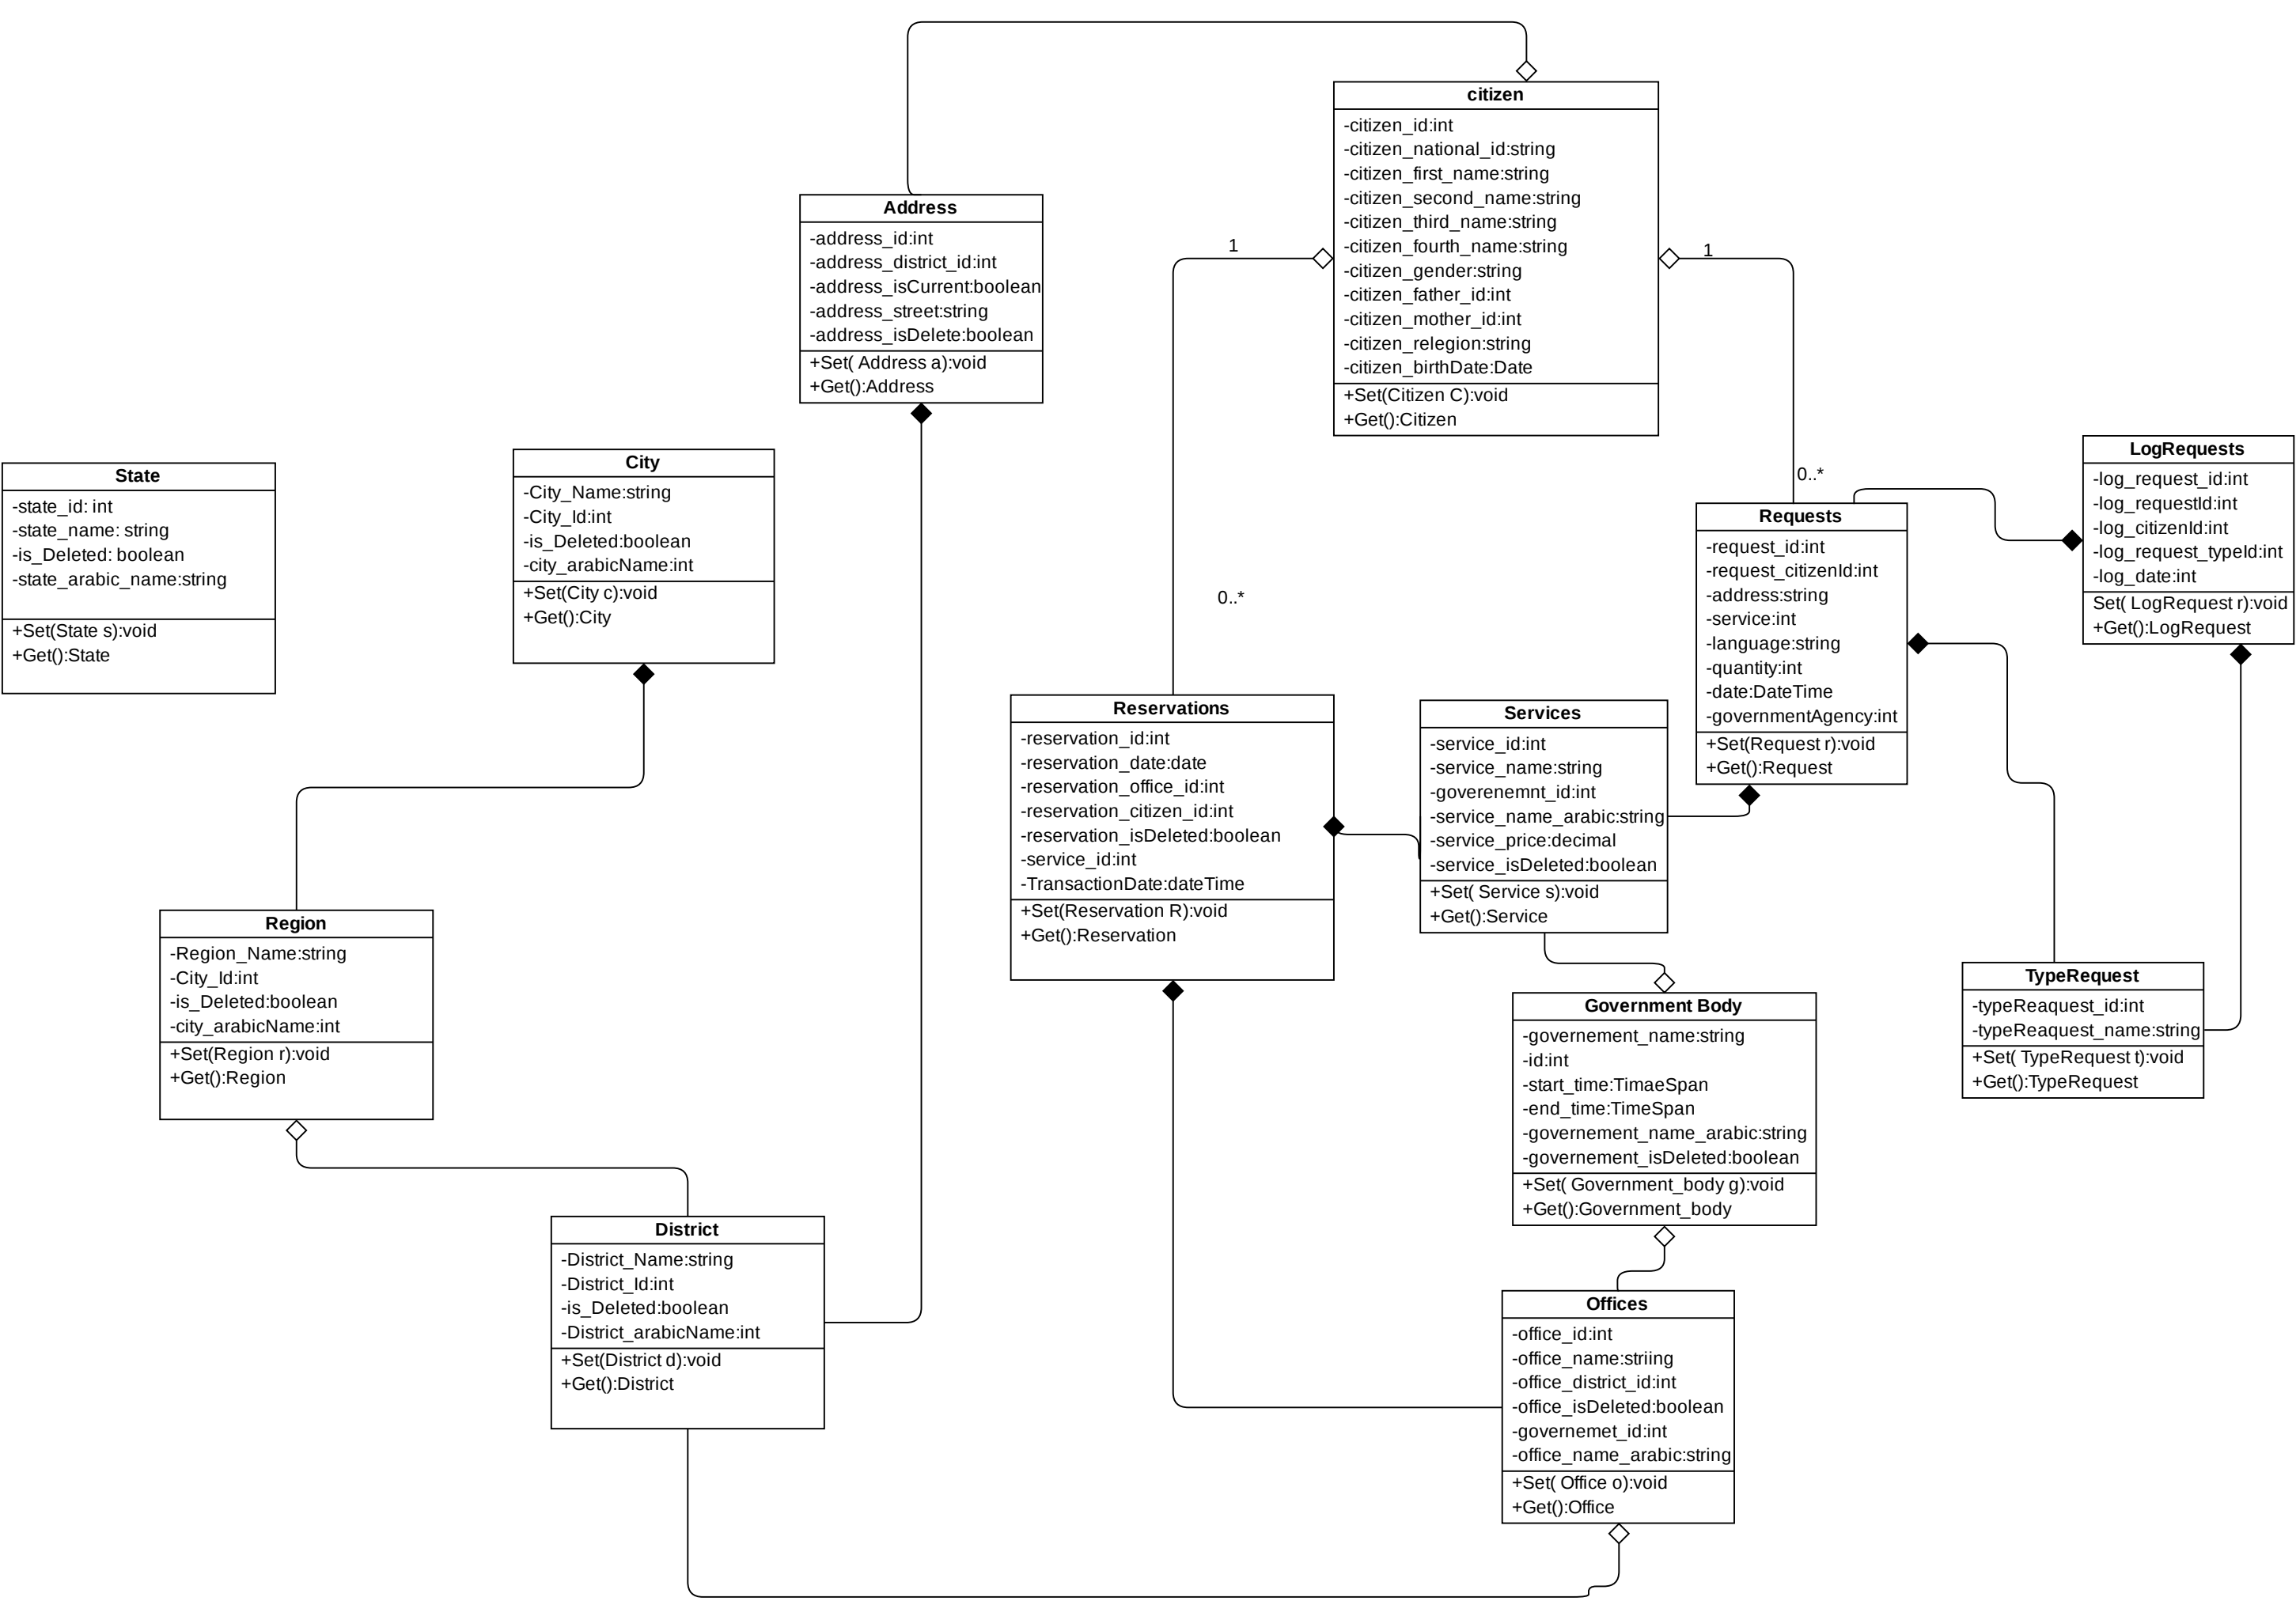 citizen
-citizen_id:int
-citizen_national_id:string
-citizen_first_name:string
-citizen_second_name:string
-citizen_third_name:string
-citizen_fourth_name:string
-citizen_gender:string
-citizen_father_id:int
-citizen_mother_id:int
-citizen_relegion:string
-citizen_birthDate:Date
+Set(Citizen C):void
+Get():Citizen
Address
-address_id:int
-address_district_id:int
-address_isCurrent:boolean
-address_street:string
-address_isDelete:boolean
+Set( Address a):void
+Get():Address
1
1
0..*
0..*
State
-state_id: int
-state_name: string
-is_Deleted: boolean
-state_arabic_name:string
+Set(State s):void
+Get():State
City
-City_Name:string
-City_Id:int
-is_Deleted:boolean
-city_arabicName:int
+Set(City c):void
+Get():City
LogRequests
-log_request_id:int
-log_requestId:int
-log_citizenId:int
-log_request_typeId:int
-log_date:int
Set( LogRequest r):void
+Get():LogRequest
Requests
-request_id:int
-request_citizenId:int
-address:string
-service:int
-language:string
-quantity:int
-date:DateTime
-governmentAgency:int
+Set(Request r):void
+Get():Request
Reservations
-reservation_id:int
-reservation_date:date
-reservation_office_id:int
-reservation_citizen_id:int
-reservation_isDeleted:boolean
-service_id:int
-TransactionDate:dateTime
+Set(Reservation R):void
+Get():Reservation
Services
-service_id:int
-service_name:string
-goverenemnt_id:int
-service_name_arabic:string
-service_price:decimal
-service_isDeleted:boolean
+Set( Service s):void
+Get():Service
Region
-Region_Name:string
-City_Id:int
-is_Deleted:boolean
-city_arabicName:int
+Set(Region r):void
+Get():Region
TypeRequest
-typeReaquest_id:int
-typeReaquest_name:string
+Set( TypeRequest t):void
+Get():TypeRequest
Government Body
-governement_name:string
-id:int
-start_time:TimaeSpan
-end_time:TimeSpan
-governement_name_arabic:string
-governement_isDeleted:boolean
+Set( Government_body g):void
+Get():Government_body
District
-District_Name:string
-District_Id:int
-is_Deleted:boolean
-District_arabicName:int
+Set(District d):void
+Get():District
Offices
-office_id:int
-office_name:striing
-office_district_id:int
-office_isDeleted:boolean
-governemet_id:int
-office_name_arabic:string
+Set( Office o):void
+Get():Office